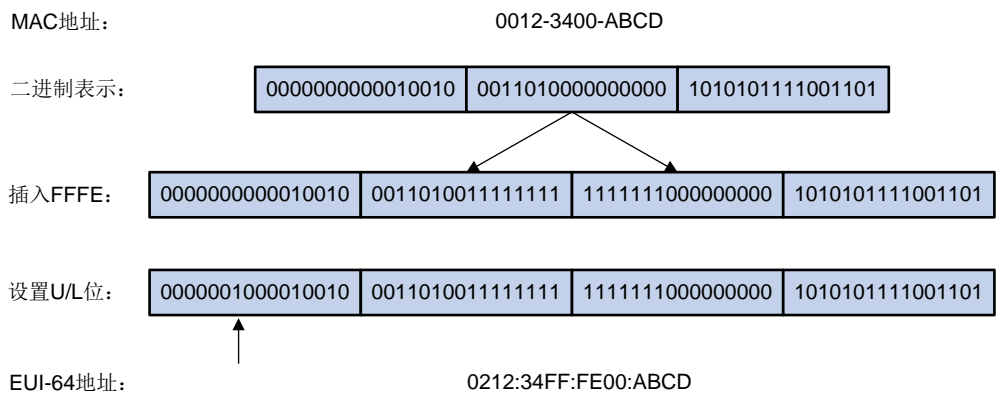 MAC地址： 0012-3400-ABCD
二进制表示： 0000000000010010 0011010000000000 1010101111001101
插入FFFE： 0000000000010010 0011010011111111 1111111000000000 1010101111001101
设置U/L位： 0000001000010010 0011010011111111 1111111000000000 1010101111001101
EUI-64地址： 0212:34FF:FE00:ABCD